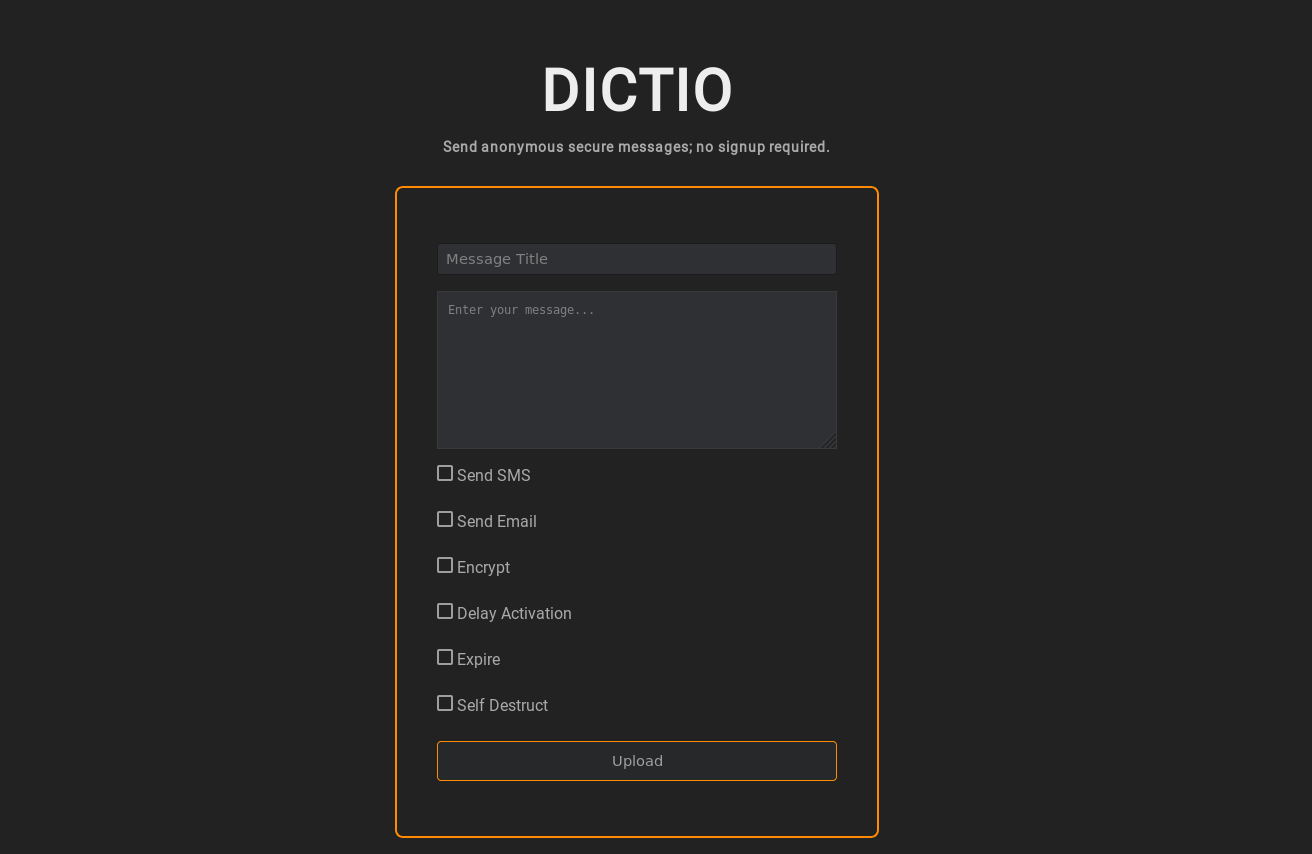 DICTIO
Send anonymous secure messages; no signup required.
Message Title
Enter your message...
Send SMS
Send Email
Encrypt
Delay Activation
Expire
Self Destruct
Upload